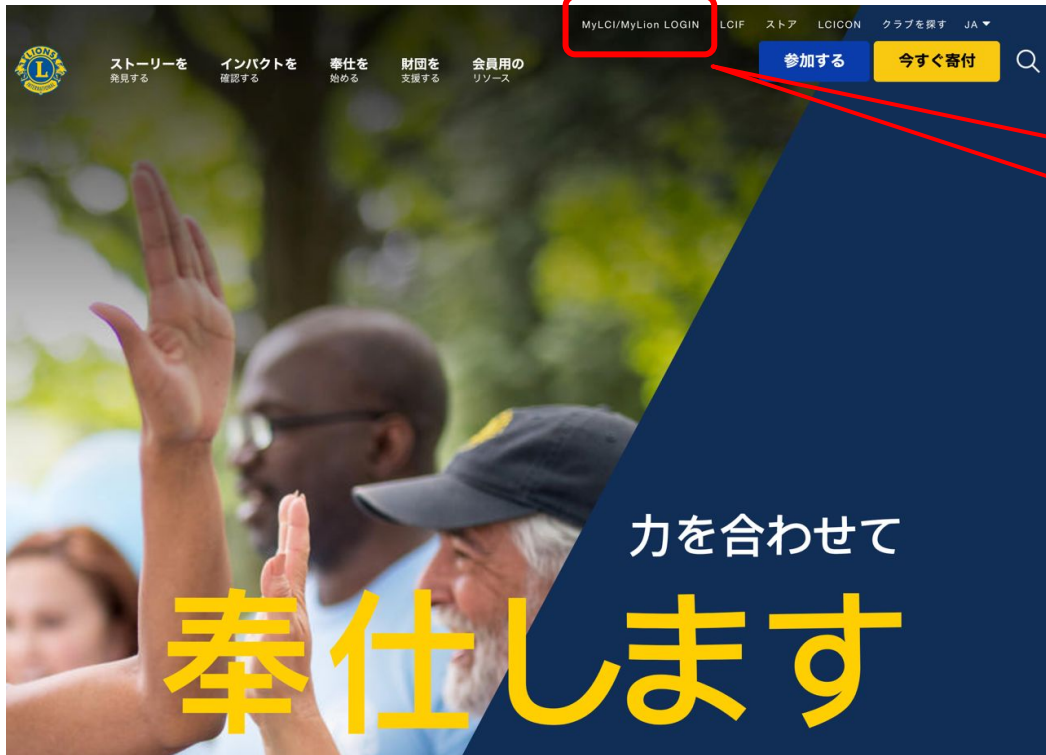 MyLCI/MyLion LOGIN LCIF ストア LCICON クラブを探す JA
参加する 今すぐ寄付
LIONS
L
INTERNATIONAL
ストーリーを インパクトを 奉仕を 財団を 会員用の
発見する 確認する 始める 支援する リソース
力を合わせて
奉仕します